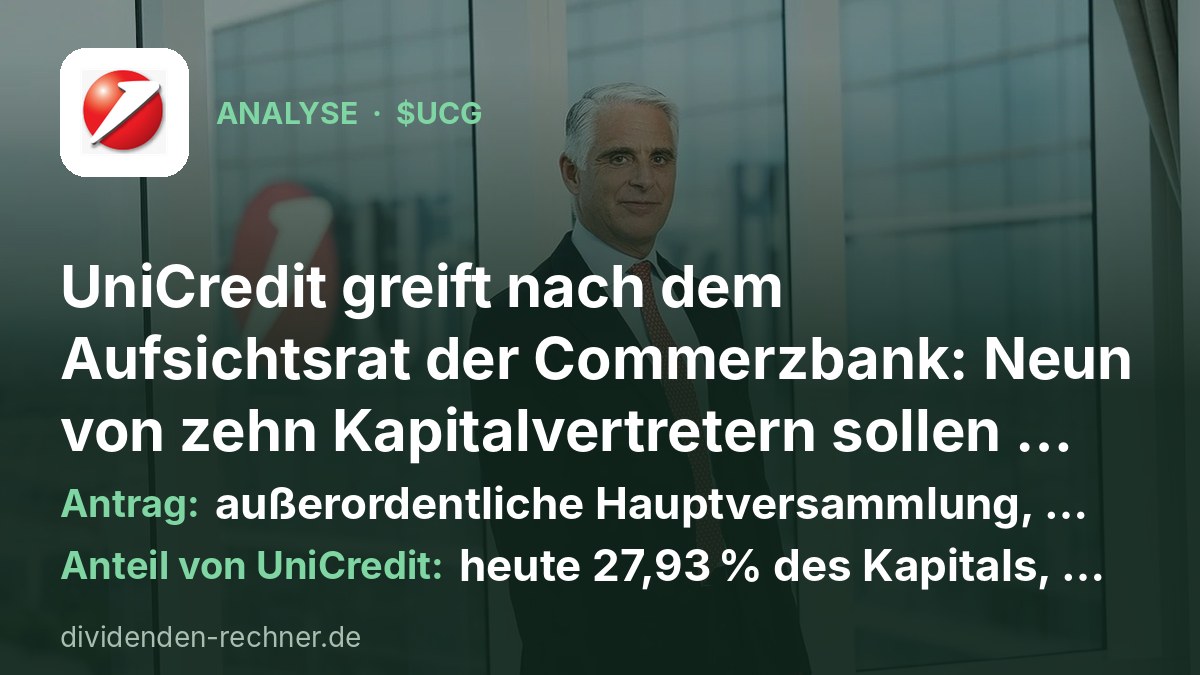 ANALYSE · $UCG
UniCredit greift nach dem
Aufsichtsrat der Commerzbank: Neun
von zehn Kapitalvertretern sollen …
Antrag: außerordentliche Hauptversammlung, …
Anteil von UniCredit: heute 27,93 % des Kapitals, …
dividenden-rechner.de